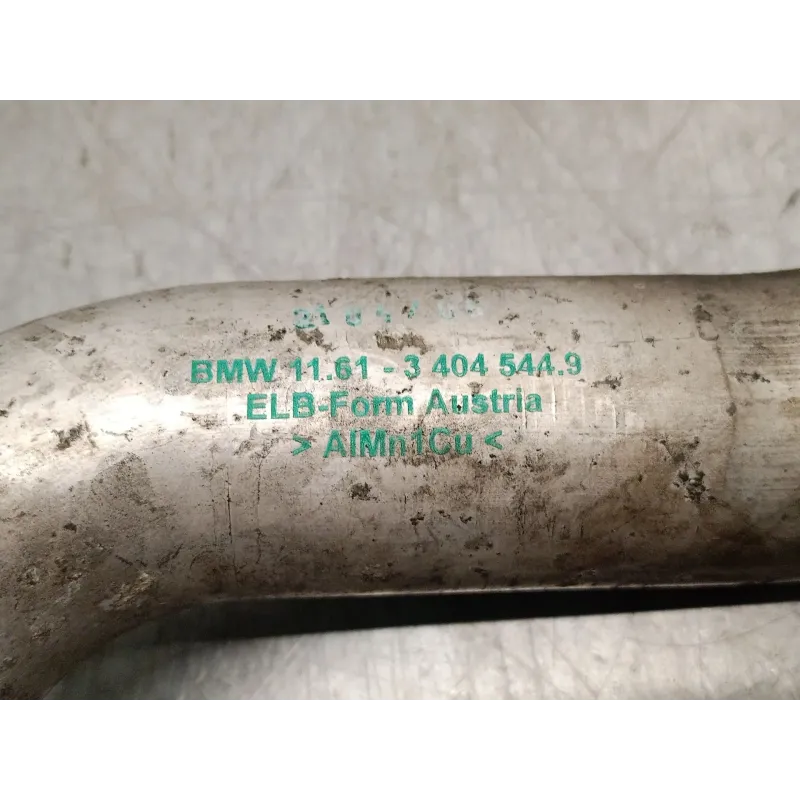 BMW 11.61 - 3 404 544.9
ELB-Form Austria
> AlMn1Cu <